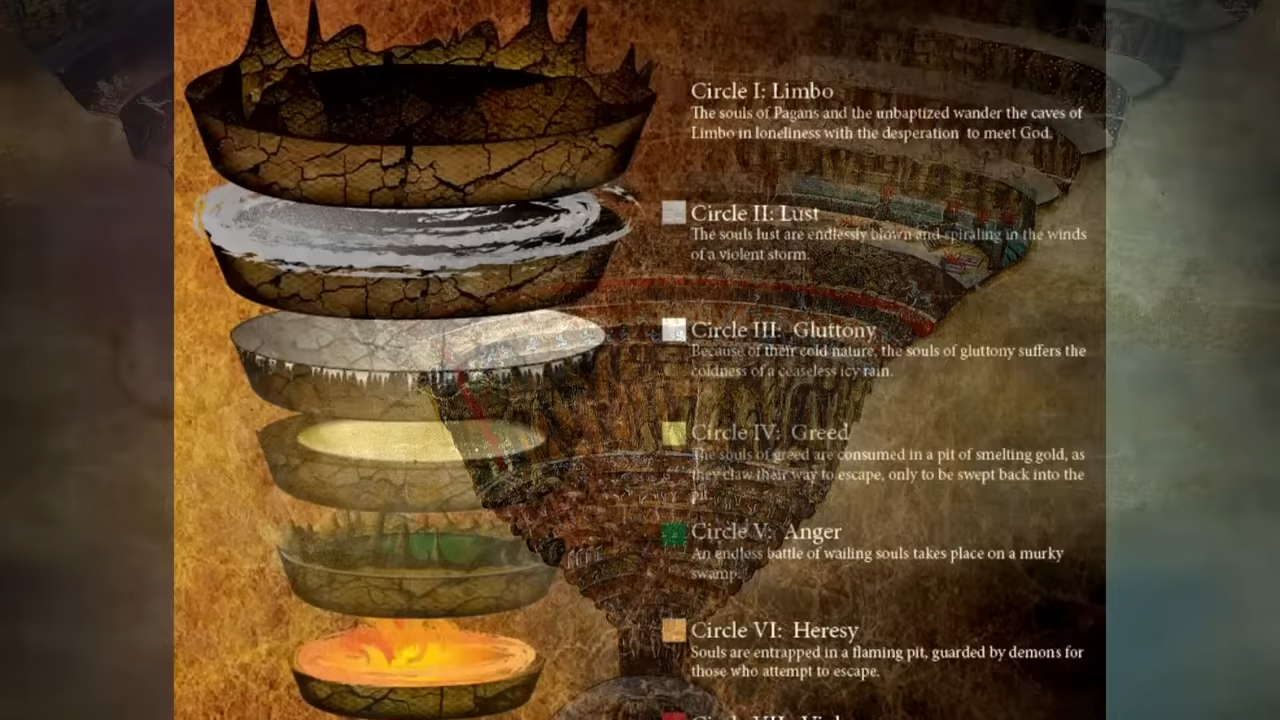 Circle I: Limbo
The souls of Pagans and the unbaptized wander the caves of
Limbo in loneliness with the desperation to meet God.
Circle II: Lust
The souls lust are endlessly blown and spiraling in the winds
of a violent storm.
Circle III: Gluttony
Because of their cold nature, the souls of gluttony suffers the
coldness of a ceaseless icy rain.
Circle IV: Greed
The souls of greed are consumed in a pit of smelting gold, as
they claw their way to escape, only to be swept back into the
pit.
Circle V: Anger
An endless battle of wailing souls takes place on a murky
swamp.
Circle VI: Heresy
Souls are entrapped in a flaming pit, guarded by demons for
those who attempt to escape.